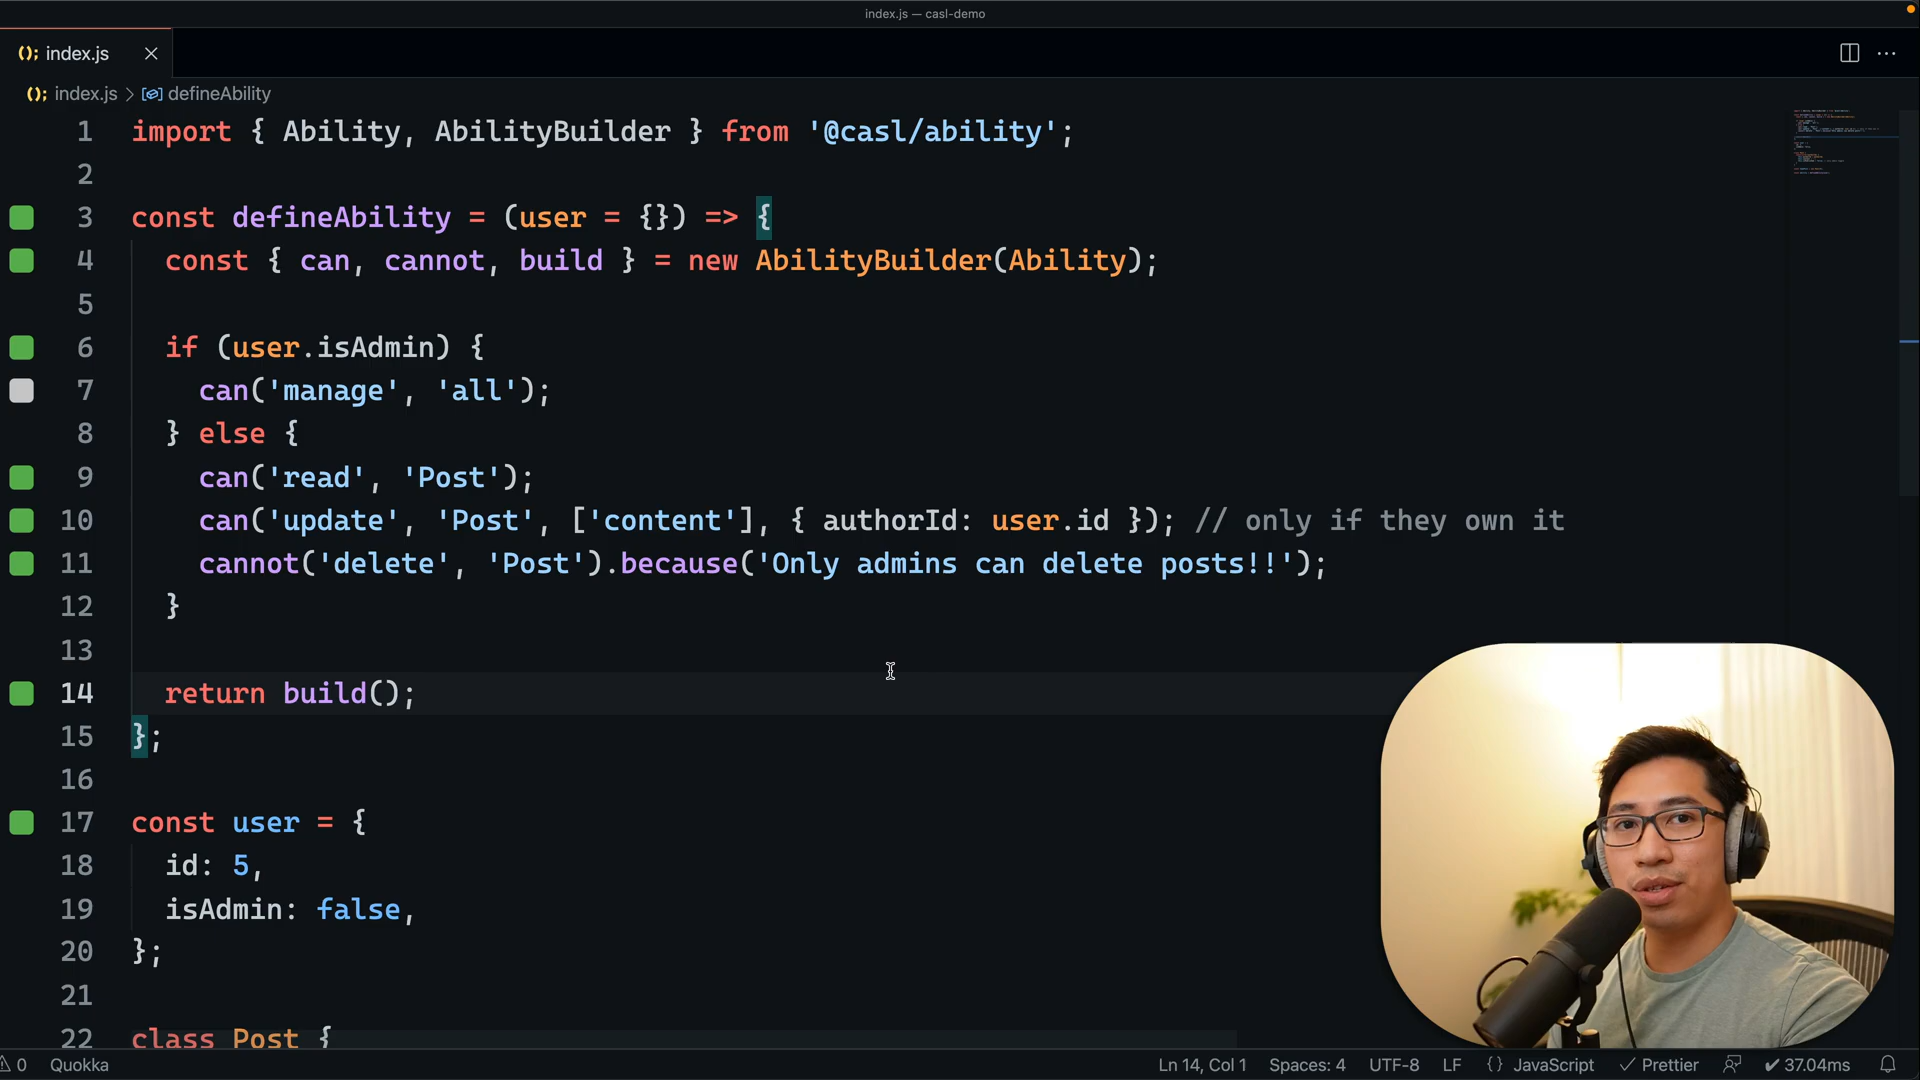 index.js — casl-demo
index.js
index.js > defineAbility
1 import { Ability, AbilityBuilder } from '@casl/ability';
2
3 const defineAbility = (user = {}) => {
4 const { can, cannot, build } = new AbilityBuilder(Ability);
5
6 if (user.isAdmin) {
7 can('manage', 'all');
8 } else {
9 can('read', 'Post');
10 can('update', 'Post', ['content'], { authorId: user.id }); // only if they own it
11 cannot('delete', 'Post').because('Only admins can delete posts!!');
12 }
13
14 return build();
15 };
16
17 const user = {
18 id: 5,
19 isAdmin: false,
20 };
21
22 class Post {
0 Quokka Ln 14, Col 1 Spaces: 4 UTF-8 LF {} JavaScript ✓ Prettier ✔ 37.04ms